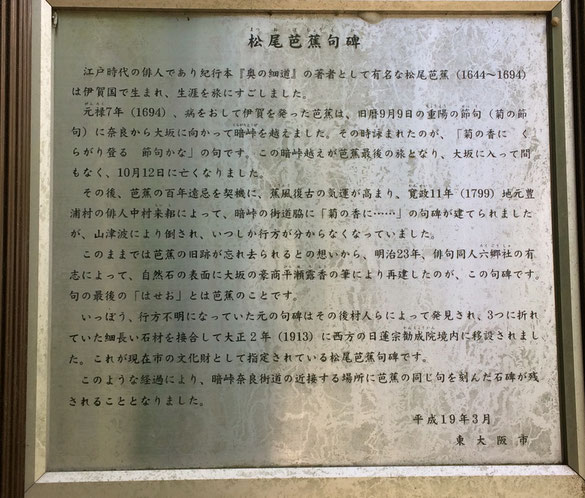 松尾芭蕉句碑
江戸時代の俳人であり紀行本『奥の細道』の著者として有名な松尾芭蕉（1644～1694）
は伊賀国で生まれ、生涯を旅にすごしました。
元禄7年（1694）、病をおして伊賀を発った芭蕉は、旧暦9月9日の重陽の節句（菊の節
句）に奈良から大坂に向かって暗峠を越えました。その時詠まれたのが、「菊の香に　く
らがり登る　節句かな」の句です。この暗峠越えが芭蕉最後の旅となり、大坂に入って間
もなく、10月12日に亡くなりました。
その後、芭蕉の百年遠忌を契機に、蕉風復古の気運が高まり、寛政11年（1799）地元豊
浦村の俳人中村来耜によって、暗峠の街道脇に「菊の香に……」の句碑が建てられました
が、山津波により倒され、いつしか行方が分からなくなっていました。
このままでは芭蕉の旧跡が忘れ去られるとの想いから、明治23年、俳句同人六郷社の有
志によって、自然石の表面に大坂の豪商平瀬露香の筆により再建したのが、この句碑です。
句の最後の「はせお」とは芭蕉のことです。
いっぽう、行方不明になっていた元の句碑はその後村人らによって発見され、3つに折れ
ていた細長い石材を接合して大正２年（1913）に西方の日蓮宗勧成院境内に移設されまし
た。これが現在市の文化財として指定されている松尾芭蕉句碑です。
このような経過により、暗峠奈良街道の近接する場所に芭蕉の同じ句を刻んだ石碑が残
されることとなりました。
平成19年3月
東大阪市